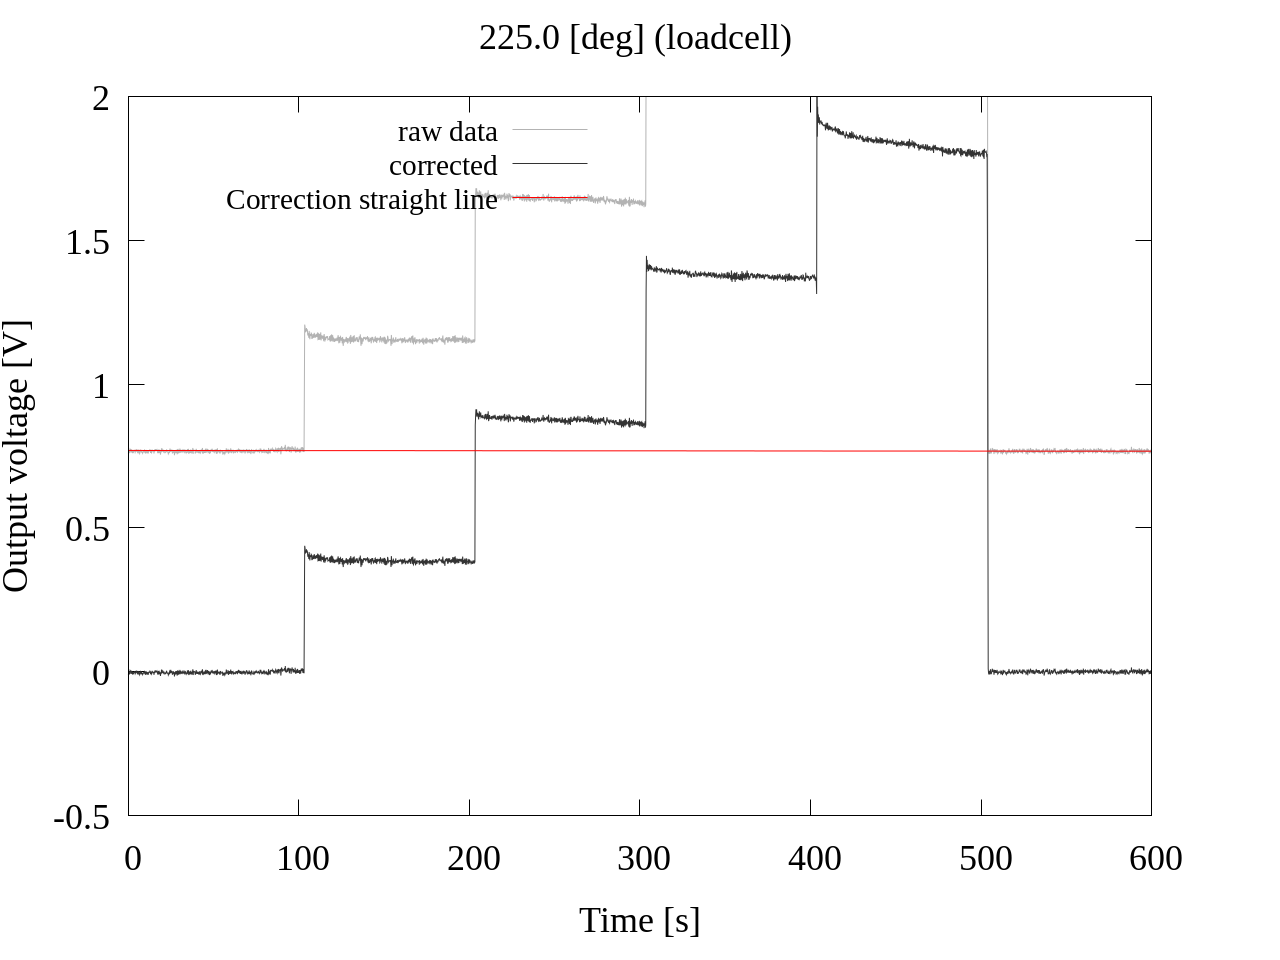 225.0 [deg] (loadcell)
2
raw data
corrected
Correction straight line
1.5
1
0.5
0
-0.5
Output voltage [V]
0 100 200 300 400 500 600
Time [s]